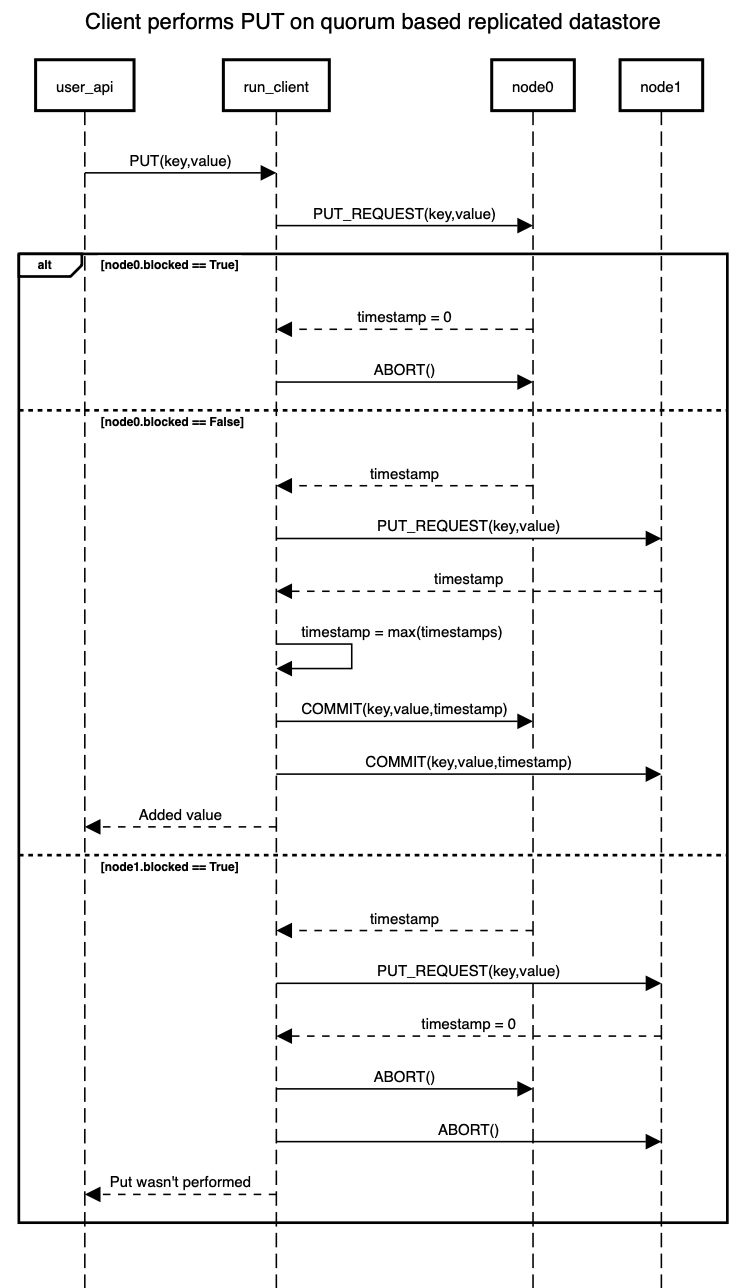 Client performs PUT on quorum based replicated datastore
user_api
run_client
node0
node1
PUT(key,value)
PUT_REQUEST(key,value)
alt
[node0.blocked == True]
timestamp = 0
ABORT()
[node0.blocked == False]
timestamp
PUT_REQUEST(key,value)
timestamp
timestamp = max(timestamps)
COMMIT(key,value,timestamp)
COMMIT(key,value,timestamp)
Added value
[node1.blocked == True]
timestamp
PUT_REQUEST(key,value)
timestamp = 0
ABORT()
ABORT()
Put wasn't performed